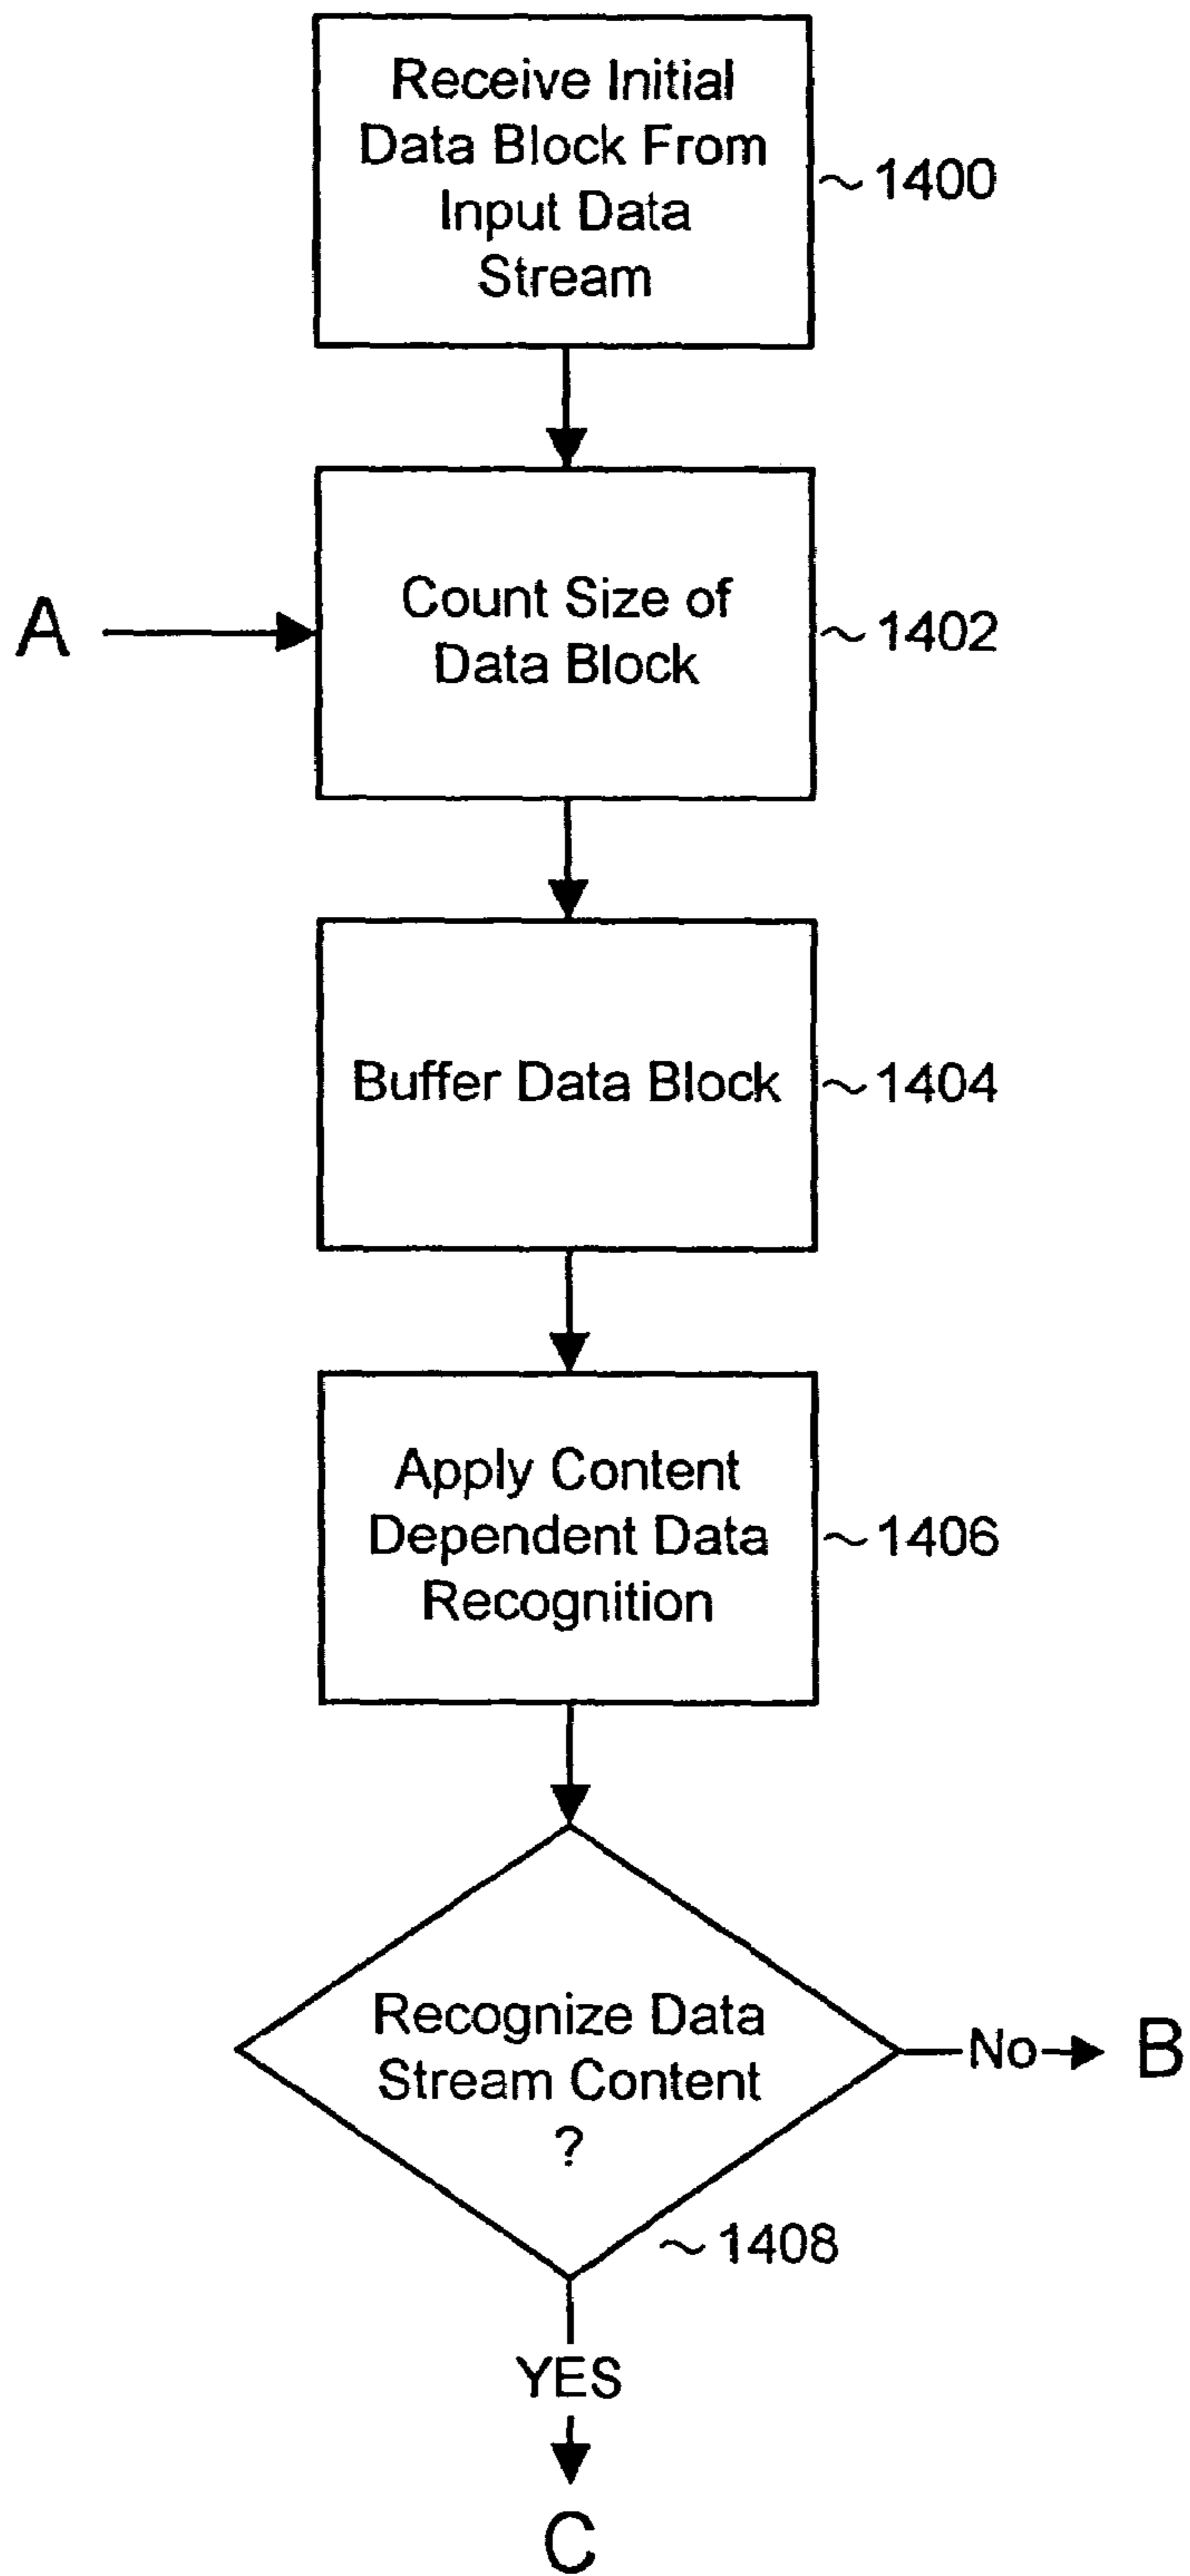 Receive Initial
Data Block From
Input Data
Stream
~1400
A
Count Size of
Data Block
~1402
Buffer Data Block
~1404
Apply Content
Dependent Data
Recognition
~1406
Recognize Data
Stream Content
?
No
B
~1408
YES
C